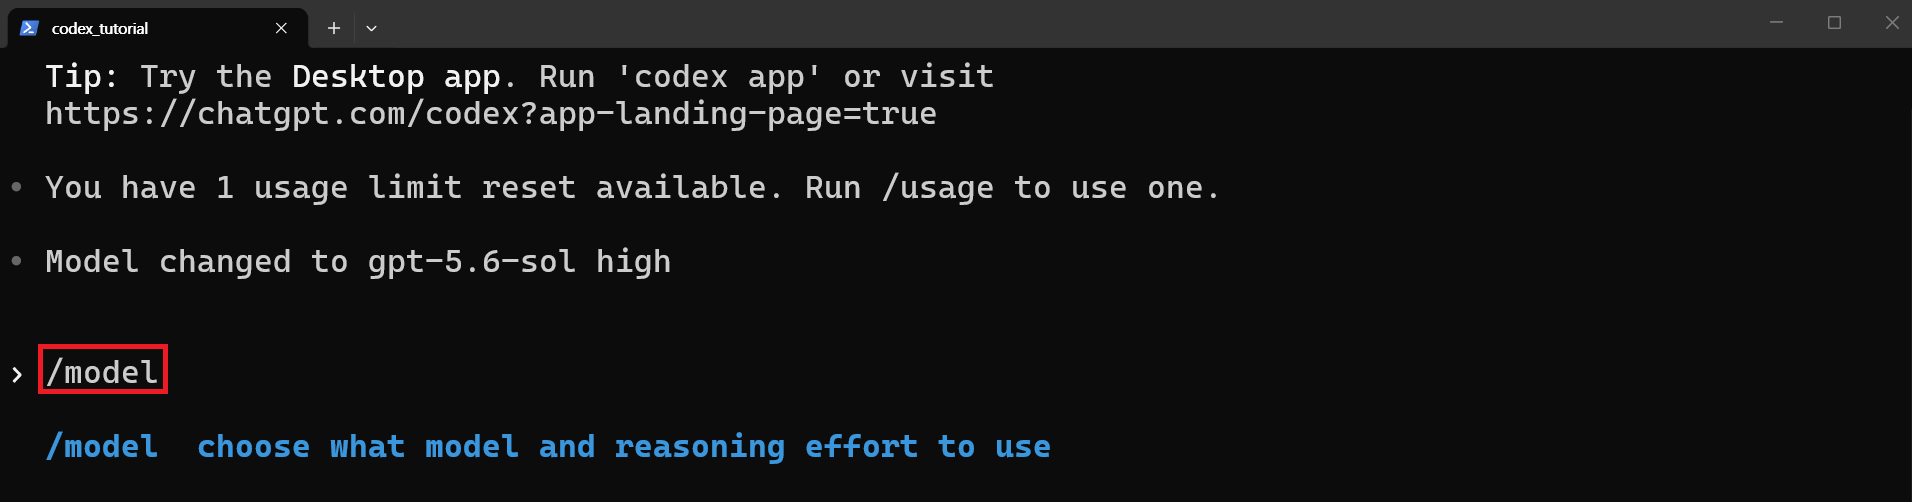 codex_tutorial
Tip: Try the Desktop app. Run 'codex app' or visit
https://chatgpt.com/codex?app-landing-page=true
• You have 1 usage limit reset available. Run /usage to use one.
• Model changed to gpt-5.6-sol high
› /model
/model  choose what model and reasoning effort to use